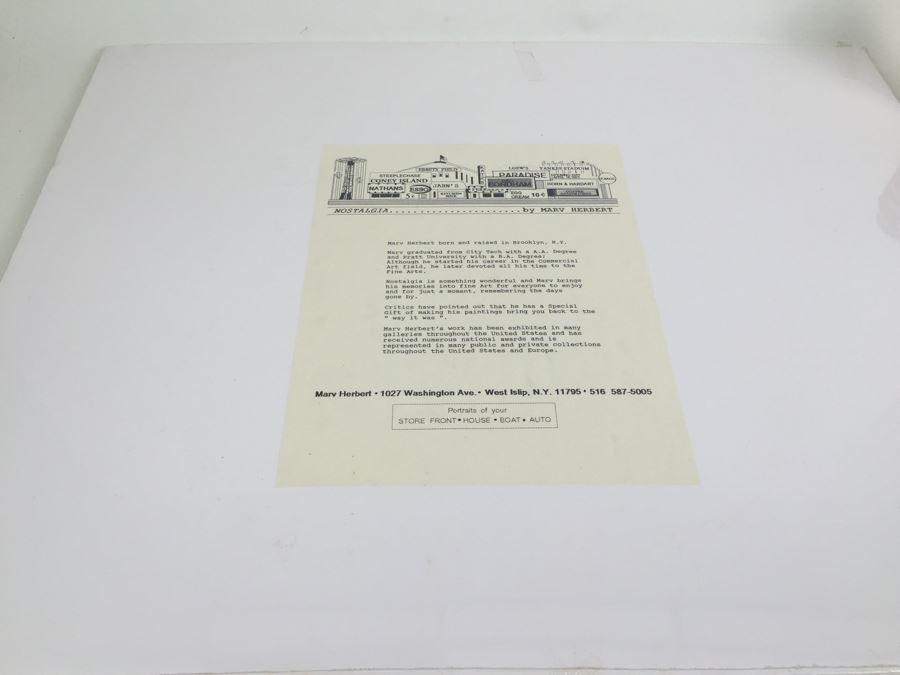 EBBETS FIELD
LOEW'S YANKEE STADIUM
STEEPLECHASE
CONEY ISLAND
PARADISE
JAHN'S
NATHANS
ESSO
HORN & HARDART
5¢
EGG CREAM 10¢
NOSTALGIA.......................by MARV HERBERT
Marv Herbert born and raised in Brooklyn, N.Y.
Marv graduated from City Tech with a A.A. Degree
and Pratt University with a B.A. Degree;
Although he started his career in the Commercial
Art field, he later devoted all his time to the
Fine Arts.
Nostalgia is something wonderful and Marv brings
his memories into fine Art for everyone to enjoy
and for just a moment, remembering the days
gone by.
Critics have pointed out that he has a Special
Gift of making his paintings bring you back to the
" way it was ".
Marv Herbert's work has been exhibited in many
galleries throughout the United States and has
received numerous national awards and is
represented in many public and private collections
throughout the United States and Europe.
Marv Herbert • 1027 Washington Ave. • West Islip, N.Y. 11795 • 516 587-5005
Portraits of your
STORE FRONT • HOUSE • BOAT • AUTO